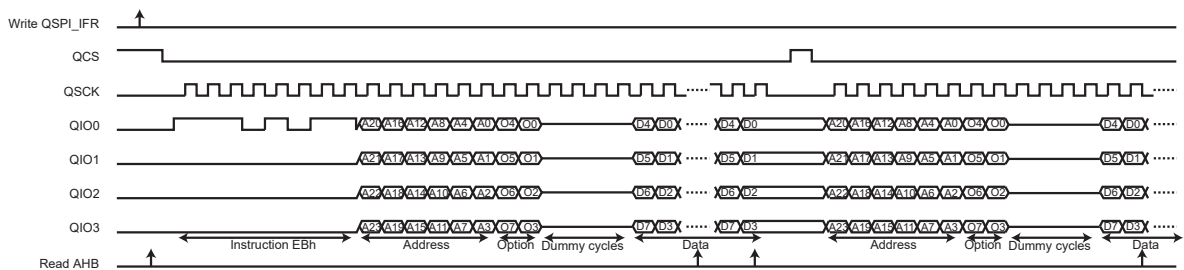 Write QSPI_IFR
QCS
QSCK
QIO0 A20 A16 A12 A8 A4 A0 O4 O0 D4 D0 D4 D0 A20 A16 A12 A8 A4 A0 O4 O0 D4 D0
QIO1 A21 A17 A13 A9 A5 A1 O5 O1 D5 D1 D5 D1 A21 A17 A13 A9 A5 A1 O5 O1 D5 D1
QIO2 A22 A18 A14 A10 A6 A2 O6 O2 D6 D2 D6 D2 A22 A18 A14 A10 A6 A2 O6 O2 D6 D2
QIO3 A23 A19 A15 A11 A7 A3 O7 O3 D7 D3 D7 D3 A23 A19 A15 A11 A7 A3 O7 O3 D7 D3
Instruction EBh Address Option Dummy cycles Data Address Option Dummy cycles Data
Read AHB